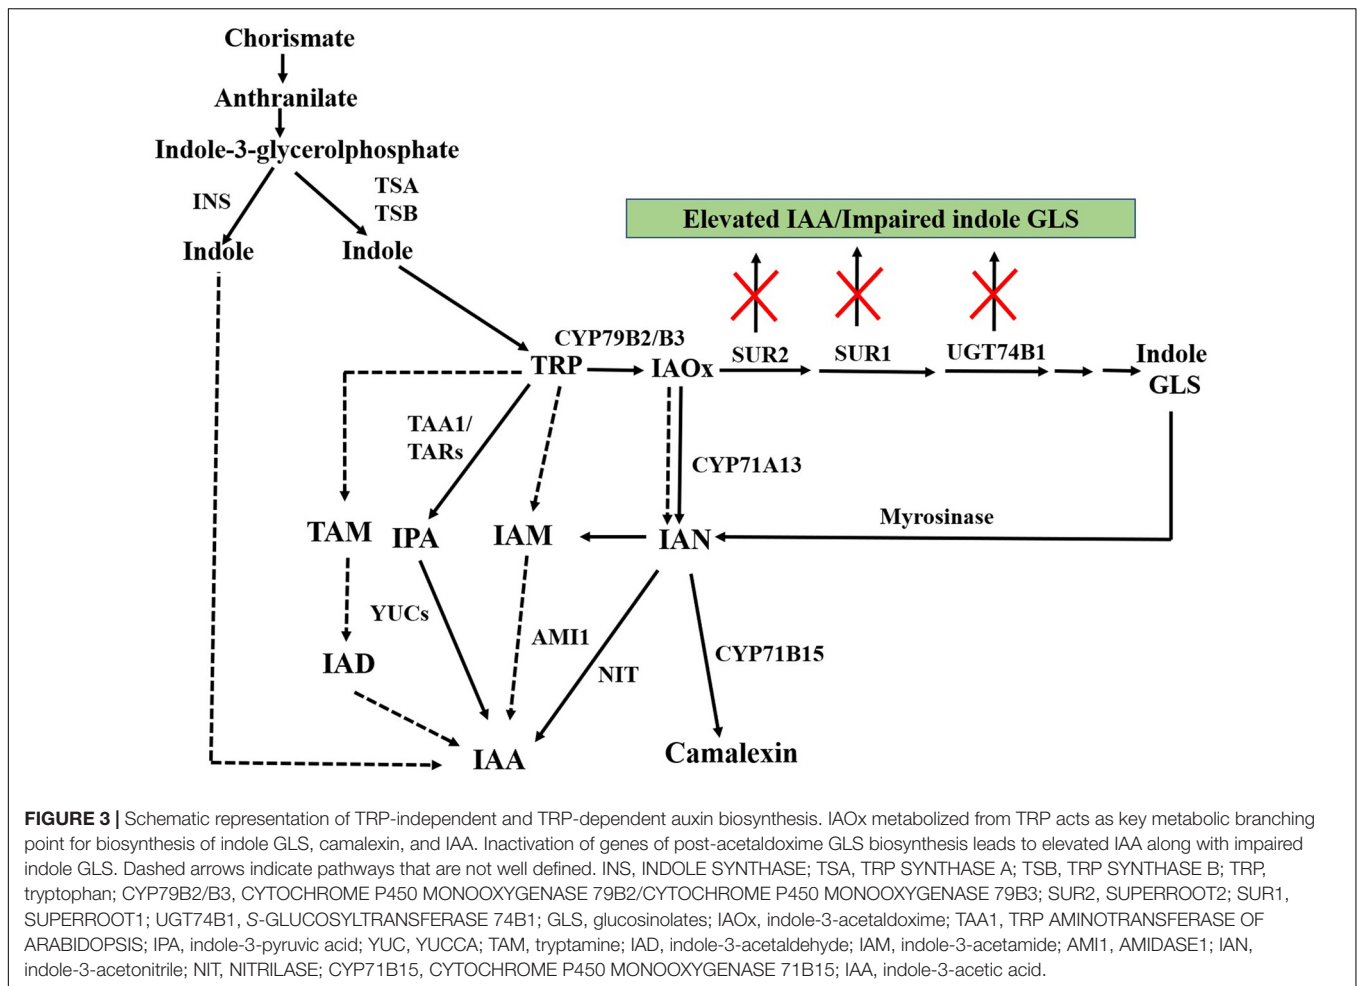 Chorismate
Anthranilate
Indole-3-glycerolphosphate
INS
TSA
TSB
Indole
Indole
Elevated IAA/Impaired indole GLS
CYP79B2/B3
TRP
IAOx
SUR2
SUR1
UGT74B1
Indole
GLS
TAA1/
TARs
CYP71A13
Myrosinase
TAM
IPA
IAM
IAN
YUCs
AMI1
NIT
CYP71B15
IAD
IAA
Camalexin
FIGURE 3 | Schematic representation of TRP-independent and TRP-dependent auxin biosynthesis. IAOx metabolized from TRP acts as key metabolic branching
point for biosynthesis of indole GLS, camalexin, and IAA. Inactivation of genes of post-acetaldoxime GLS biosynthesis leads to elevated IAA along with impaired
indole GLS. Dashed arrows indicate pathways that are not well defined. INS, INDOLE SYNTHASE; TSA, TRP SYNTHASE A; TSB, TRP SYNTHASE B; TRP,
tryptophan; CYP79B2/B3, CYTOCHROME P450 MONOOXYGENASE 79B2/CYTOCHROME P450 MONOOXYGENASE 79B3; SUR2, SUPERROOT2; SUR1,
SUPERROOT1; UGT74B1, S-GLUCOSYLTRANSFERASE 74B1; GLS, glucosinolates; IAOx, indole-3-acetaldoxime; TAA1, TRP AMINOTRANSFERASE OF
ARABIDOPSIS; IPA, indole-3-pyruvic acid; YUC, YUCCA; TAM, tryptamine; IAD, indole-3-acetaldehyde; IAM, indole-3-acetamide; AMI1, AMIDASE1; IAN,
indole-3-acetonitrile; NIT, NITRILASE; CYP71B15, CYTOCHROME P450 MONOOXYGENASE 71B15; IAA, indole-3-acetic acid.